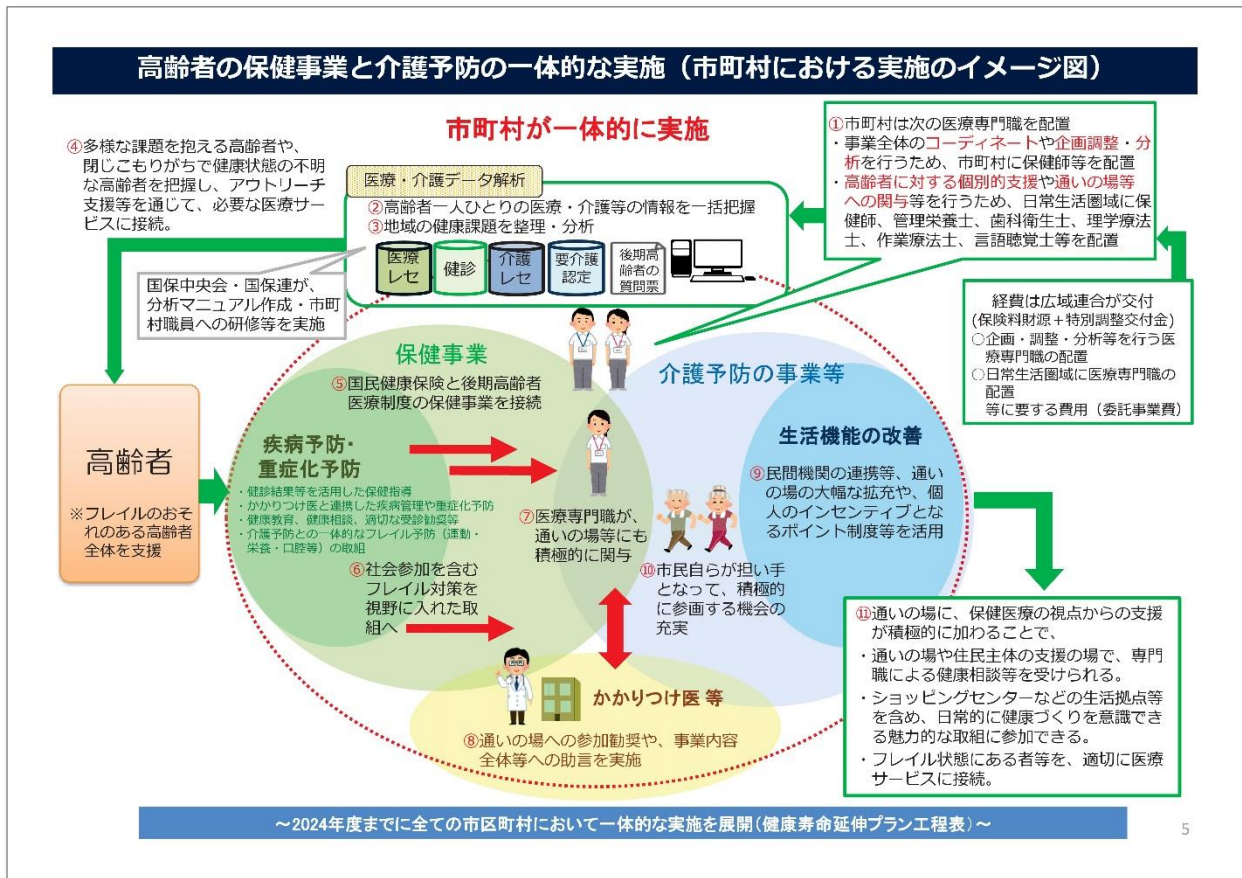 高齢者の保健事業と介護予防の一体的な実施（市町村における実施のイメージ図）
市町村が一体的に実施
④多様な課題を抱える高齢者や、
閉じこもりがちで健康状態の不明
な高齢者を把握し、アウトリーチ
支援等を通じて、必要な医療サー
ビスに接続。
医療・介護データ解析
②高齢者一人ひとりの医療・介護等の情報を一括把握
③地域の健康課題を整理・分析
医療
レセ
健診
介護
レセ
要介護
認定
後期高
齢者の
質問票
国保中央会・国保連が、
分析マニュアル作成・市町
村職員への研修等を実施
①市町村は次の医療専門職を配置
・事業全体のコーディネートや企画調整・分
析を行うため、市町村に保健師等を配置
・高齢者に対する個別的支援や通いの場等
への関与等を行うため、日常生活圏域に保
健師、管理栄養士、歯科衛生士、理学療法
士、作業療法士、言語聴覚士等を配置
経費は広域連合が交付
(保険料財源＋特別調整交付金)
○企画・調整・分析等を行う医
療専門職の配置
○日常生活圏域に医療専門職の
配置
等に要する費用（委託事業費）
高齢者
※フレイルのおそ
れのある高齢者
全体を支援
保健事業
⑤国民健康保険と後期高齢者
医療制度の保健事業を接続
疾病予防・
重症化予防
・健診結果等を活用した保健指導
・かかりつけ医と連携した疾病管理や重症化予防
・健康教育、健康相談、適切な受診勧奨等
・介護予防との一体的なフレイル予防（運動・
栄養・口腔等）の取組
⑥社会参加を含む
フレイル対策を
視野に入れた取
組へ
⑦医療専門職が、
通いの場等にも
積極的に関与
介護予防の事業等
生活機能の改善
⑨民間機関の連携等、通い
の場の大幅な拡充や、個
人のインセンティブとな
るポイント制度等を活用
⑩市民自らが担い手
となって、積極的
に参画する機会の
充実
かかりつけ医 等
⑧通いの場への参加勧奨や、事業内容
全体等への助言を実施
⑪通いの場に、保健医療の視点からの支援
が積極的に加わることで、
・通いの場や住民主体の支援の場で、専門
職による健康相談等を受けられる。
・ショッピングセンターなどの生活拠点等
を含め、日常的に健康づくりを意識できる
魅力的な取組に参加できる。
・フレイル状態にある者等を、適切に医療
サービスに接続。
～2024年度までに全ての市区町村において一体的な実施を展開(健康寿命延伸プラン工程表)～
5